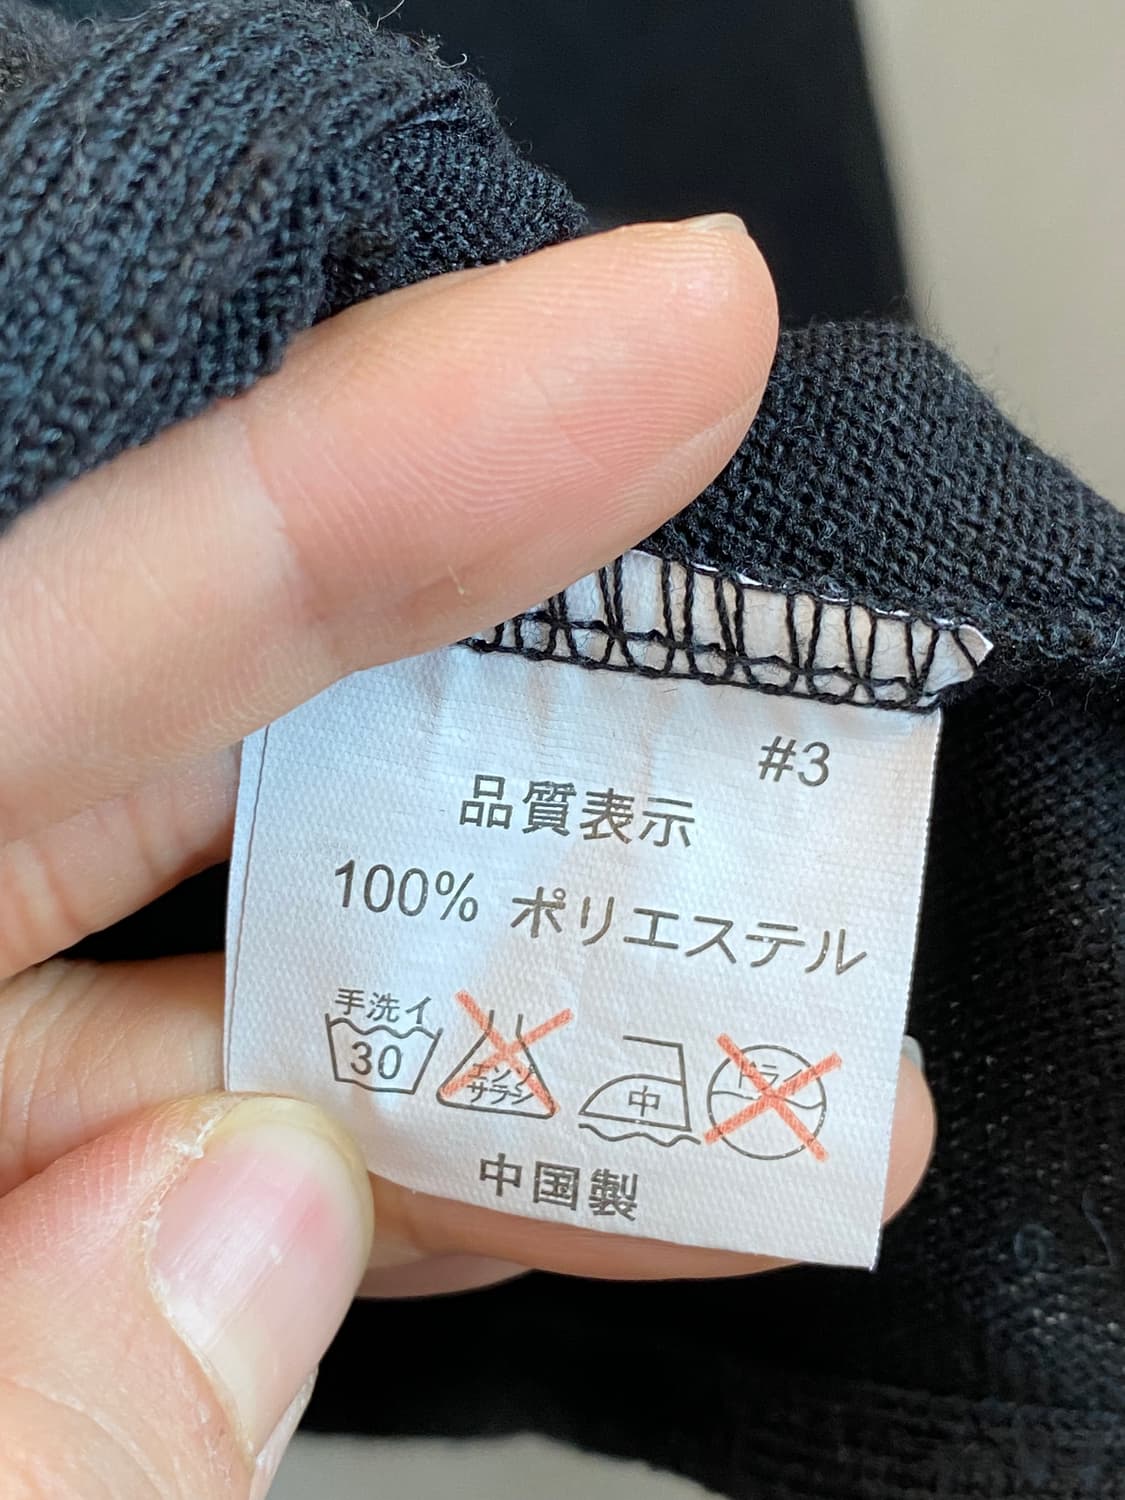 #3
品質表示
100% ポリエステル
手洗イ
30
エンソ
サラシ
中
ドライ
中国製